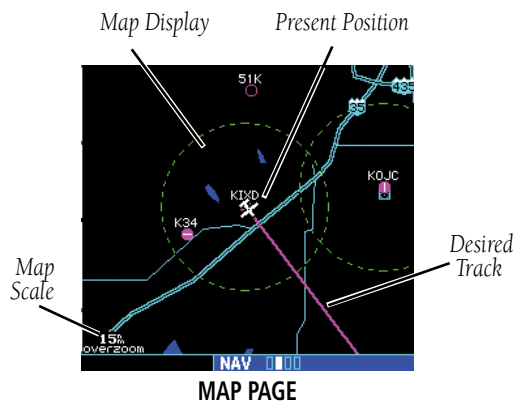 Map Display
Present Position
51K
435
35
KOJC
KIXD
K34
Desired
Track
Map
Scale
15
overzoom
NAV
MAP PAGE